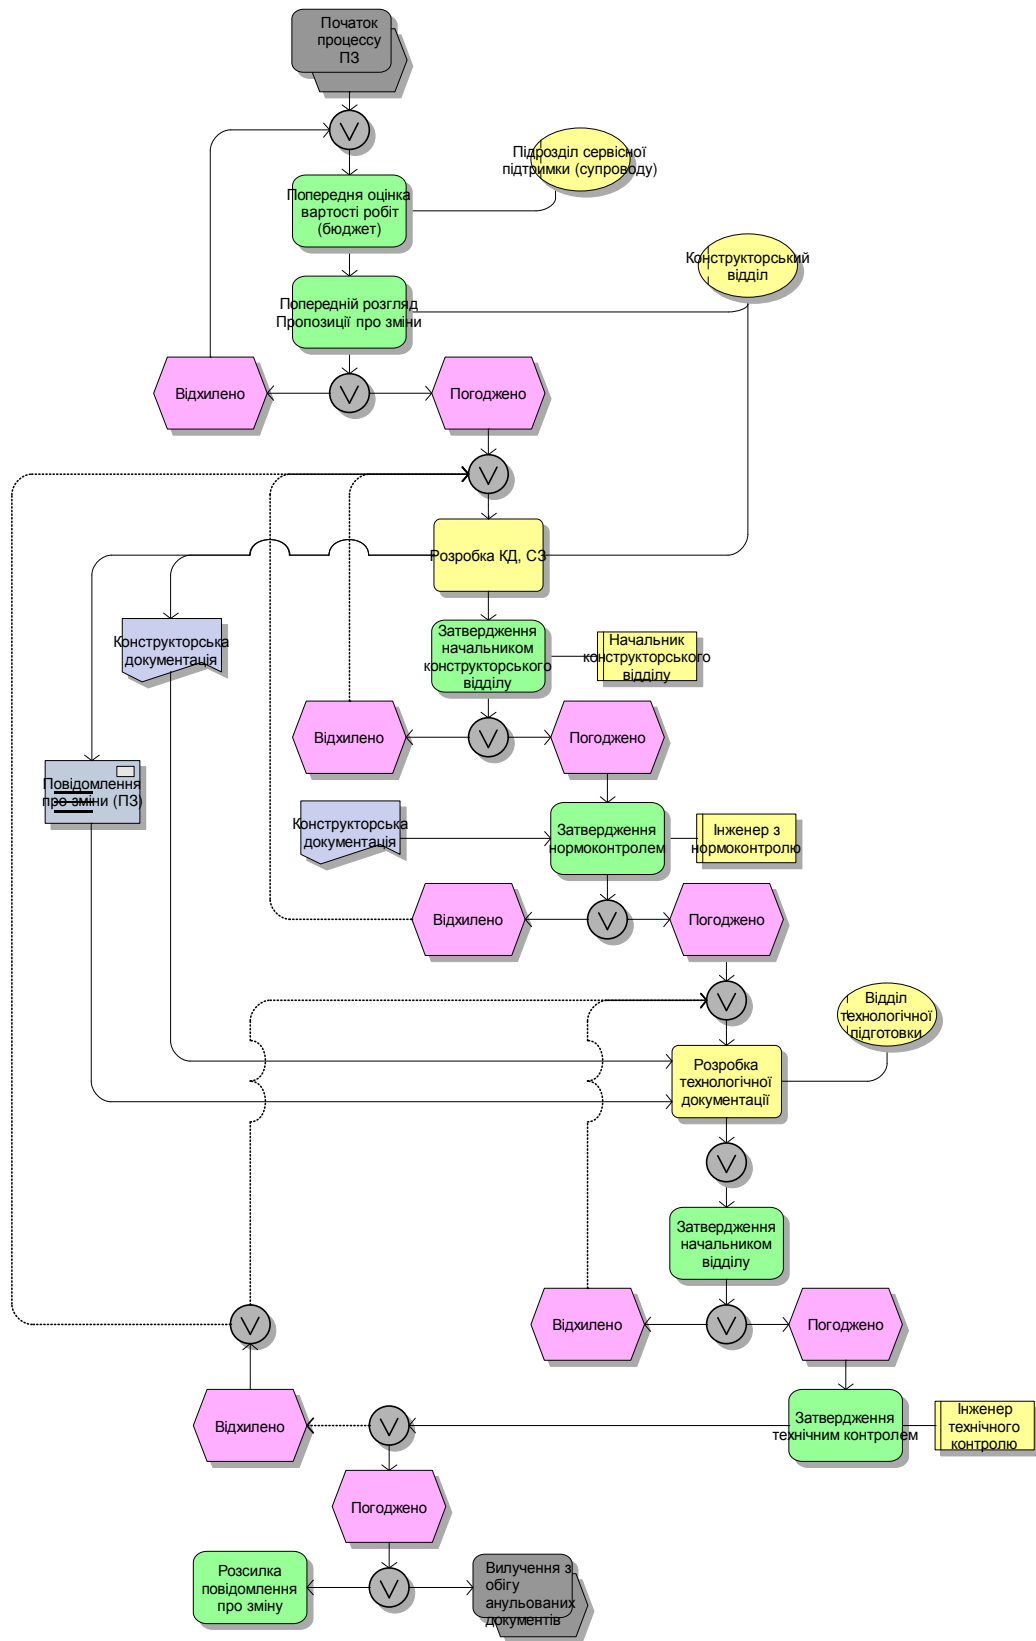 Початок
процессу
ПЗ
Підрозділ сервісної
підтримки (супроводу)
Попередня оцінка
вартості робіт
(бюджет)
Конструкторський
відділ
Попередній розгляд
Пропозиції про зміни
Відхилено
Погоджено
Розробка КД, СЗ
Конструкторська
документація
Затвердження
начальником
конструкторського
відділу
Начальник
конструкторського
відділу
Відхилено
Погоджено
Повідомлення
про зміни (ПЗ)
Конструкторська
документація
Затвердження
нормоконтролем
Інженер з
нормоконтролю
Відхилено
Погоджено
Відділ
технологічної
підготовки
Розробка
технологічної
документації
Затвердження
начальником
відділу
Відхилено
Погоджено
Затвердження
технічним контролем
Інженер
технічного
контролю
Відхилено
Погоджено
Розсилка
повідомлення
про зміну
Вилучення з
обігу
анульованих
документів